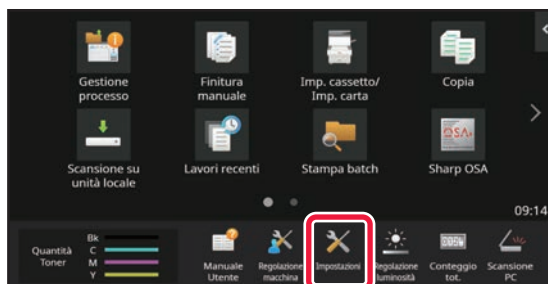 Gestione
processo
Finitura
manuale
Imp. cassetto/
Imp. carta
Copia
Scansione su
unità locale
Lavori recenti
Stampa batch
OSA
Sharp OSA
09:14
Quantità
Toner
Bk
C
M
Y
Manuale
Utente
Regolazione
macchina
Impostazioni
Regolazione
luminosità
Conteggio
tot.
Scansione
PC